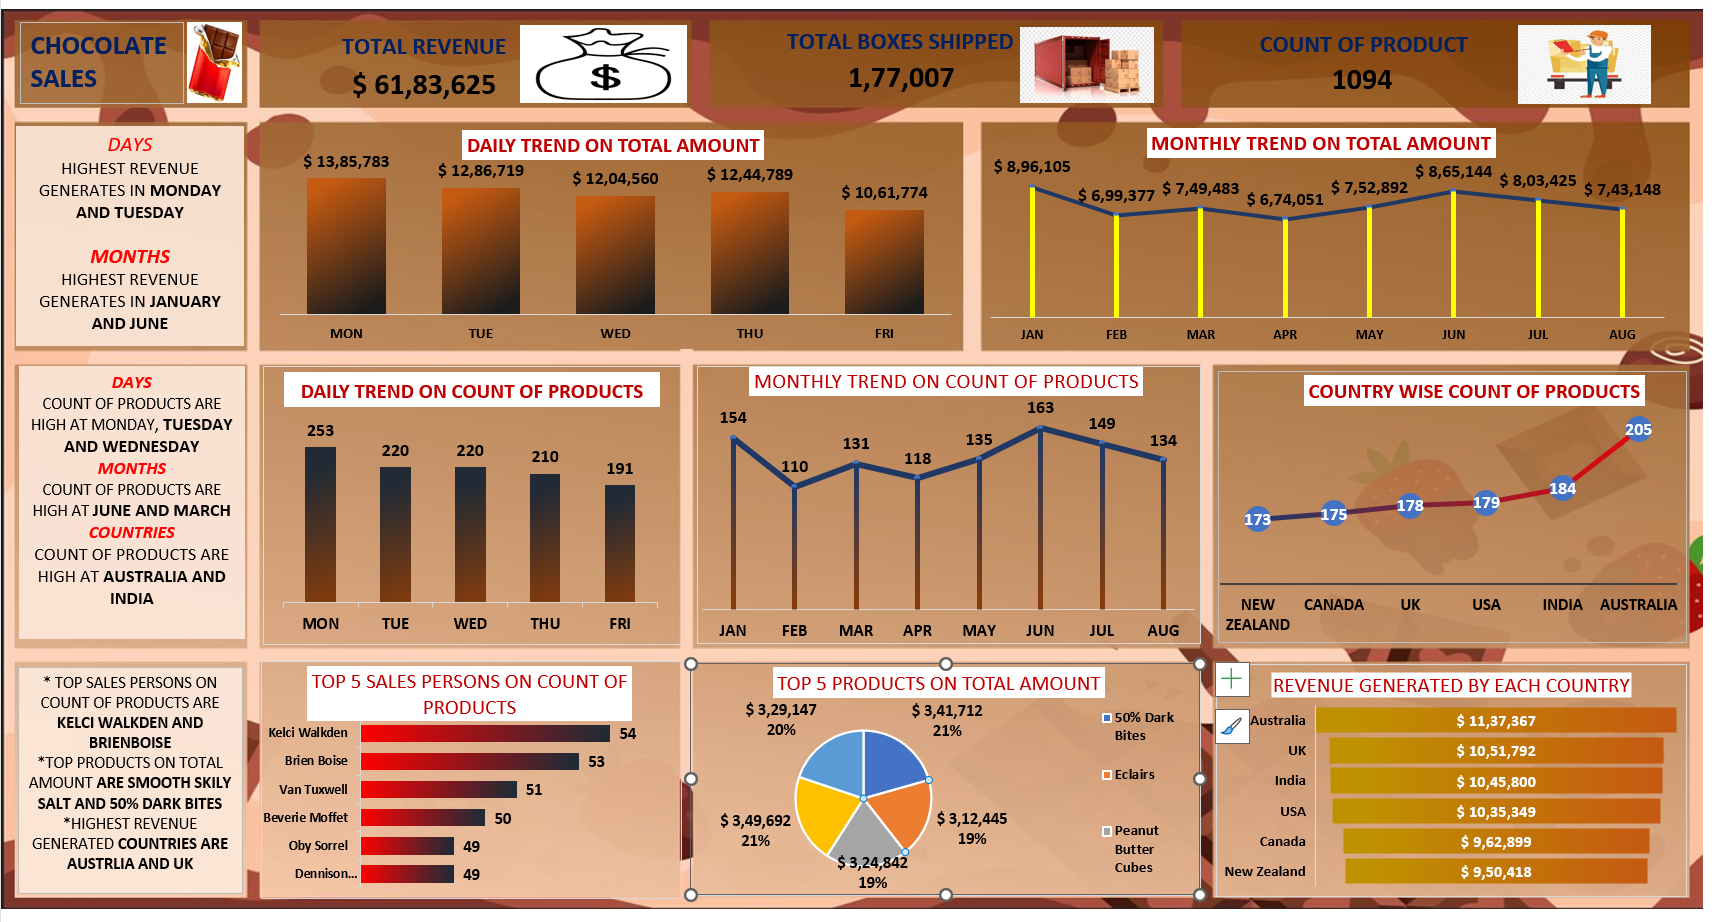 CHOCOLATE
SALES
TOTAL REVENUE
$ 61,83,625
$
TOTAL BOXES SHIPPED
1,77,007
COUNT OF PRODUCT
1094
DAYS
HIGHEST REVENUE
GENERATES IN MONDAY
AND TUESDAY
MONTHS
HIGHEST REVENUE
GENERATES IN JANUARY
AND JUNE
DAILY TREND ON TOTAL AMOUNT
$ 13,85,783
$ 12,86,719
$ 12,04,560
$ 12,44,789
$ 10,61,774
MON TUE WED THU FRI
MONTHLY TREND ON TOTAL AMOUNT
$ 8,96,105
$ 6,99,377
$ 7,49,483
$ 6,74,051
$ 7,52,892
$ 8,65,144
$ 8,03,425
$ 7,43,148
JAN FEB MAR APR MAY JUN JUL AUG
DAYS
COUNT OF PRODUCTS ARE
HIGH AT MONDAY, TUESDAY
AND WEDNESDAY
MONTHS
COUNT OF PRODUCTS ARE
HIGH AT JUNE AND MARCH
COUNTRIES
COUNT OF PRODUCTS ARE
HIGH AT AUSTRALIA AND
INDIA
DAILY TREND ON COUNT OF PRODUCTS
253
220
220
210
191
MON TUE WED THU FRI
MONTHLY TREND ON COUNT OF PRODUCTS
154
110
131
118
135
163
149
134
JAN FEB MAR APR MAY JUN JUL AUG
COUNTRY WISE COUNT OF PRODUCTS
173
175
178
179
184
205
NEW CANADA UK USA INDIA AUSTRALIA
ZEALAND
* TOP SALES PERSONS ON
COUNT OF PRODUCTS ARE
KELCI WALKDEN AND
BRIENBOISE
*TOP PRODUCTS ON TOTAL
AMOUNT ARE SMOOTH SKILY
SALT AND 50% DARK BITES
*HIGHEST REVENUE
GENERATED COUNTRIES ARE
AUSTRLIA AND UK
TOP 5 SALES PERSONS ON COUNT OF
PRODUCTS
Kelci Walkden 54
Brien Boise 53
Van Tuxwell 51
Beverie Moffet 50
Oby Sorrel 49
Dennison... 49
TOP 5 PRODUCTS ON TOTAL AMOUNT
$ 3,29,147
20%
$ 3,41,712
21%
$ 3,49,692
21%
$ 3,12,445
19%
$ 3,24,842
19%
50% Dark
Bites
Eclairs
Peanut
Butter
Cubes
REVENUE GENERATED BY EACH COUNTRY
Australia $ 11,37,367
UK $ 10,51,792
India $ 10,45,800
USA $ 10,35,349
Canada $ 9,62,899
New Zealand $ 9,50,418